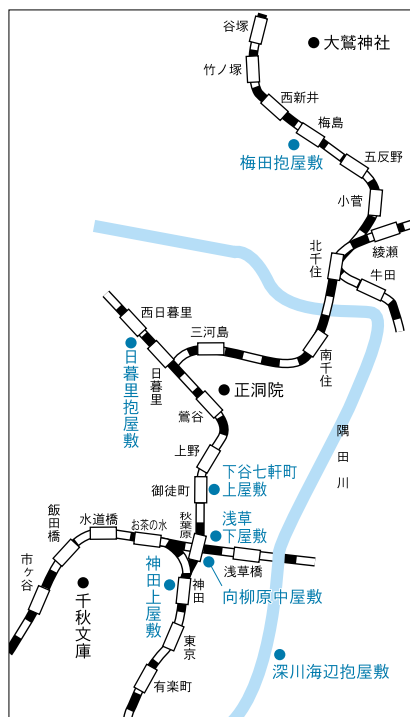 谷塚
大鷲神社
竹ノ塚
西新井
梅島
梅田抱屋敷
五反野
小菅
綾瀬
北千住
牛田
西日暮里
三河島
南千住
日暮里
日暮里抱屋敷
正洞院
鶯谷
隅田川
上野
下谷七軒町
上屋敷
御徒町
秋葉原
浅草
下屋敷
お茶の水
水道橋
飯田橋
市ヶ谷
浅草橋
向柳原中屋敷
神田
上屋敷
神田
千秋文庫
東京
深川海辺抱屋敷
有楽町